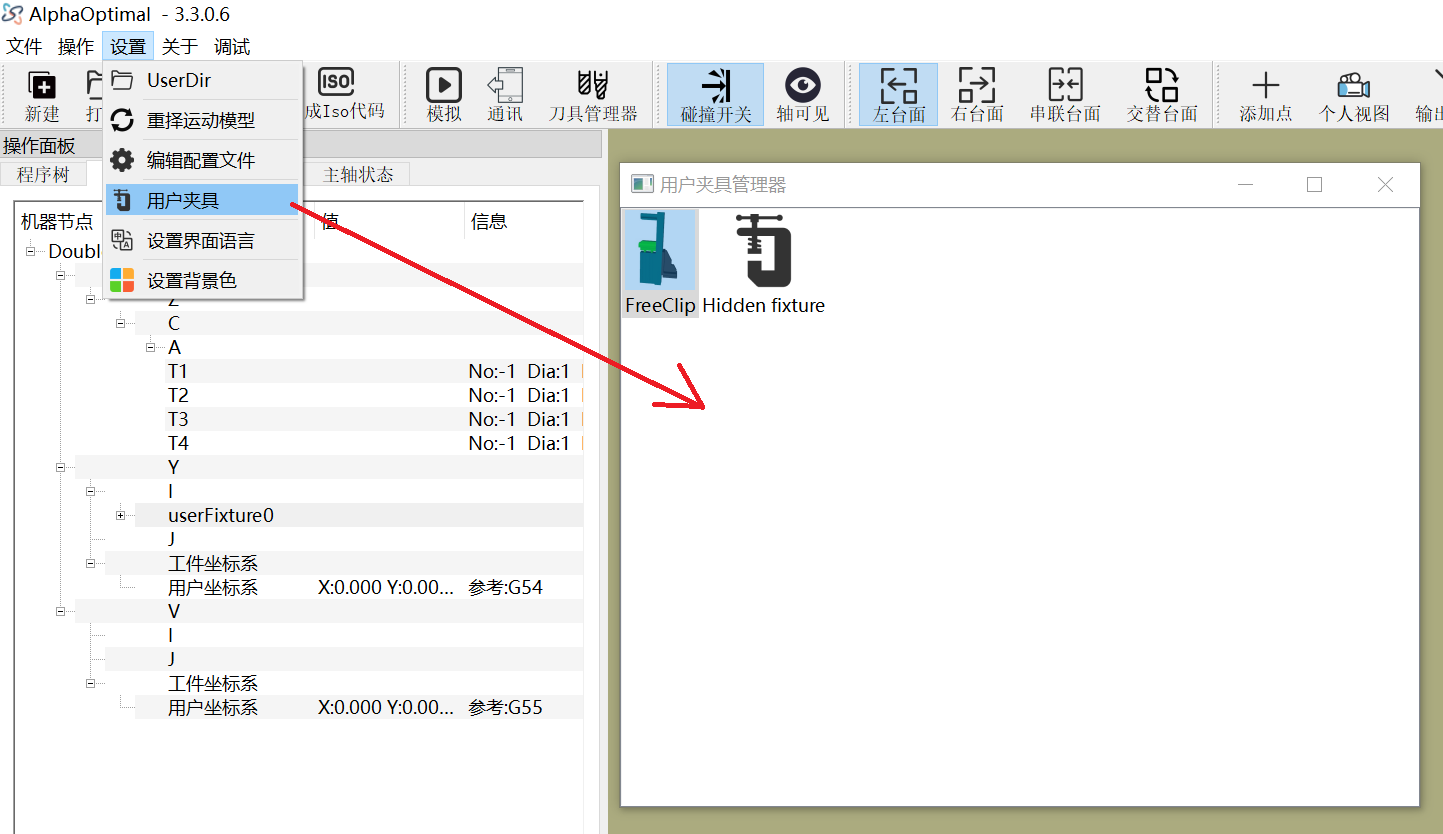 AlphaOptimal - 3.3.0.6
文件 操作 设置 关于 调试
新建 成Iso代码 模拟 通讯 刀具管理器 碰撞开关 轴可见 左台面 右台面 串联台面 交替台面 添加点 个人视图
ISO
UserDir
重择运动模型
编辑配置文件
用户夹具
设置界面语言
设置背景色
操作面板
程序树 主轴状态
机器节点 值 信息
Doubl
Z
C
A
T1 No:-1 Dia:1
T2 No:-1 Dia:1
T3 No:-1 Dia:1
T4 No:-1 Dia:1
Y
I
userFixture0
J
工件坐标系
用户坐标系 X:0.000 Y:0.00... 参考:G54
V
I
J
工件坐标系
用户坐标系 X:0.000 Y:0.00... 参考:G55
用户夹具管理器
FreeClip Hidden fixture